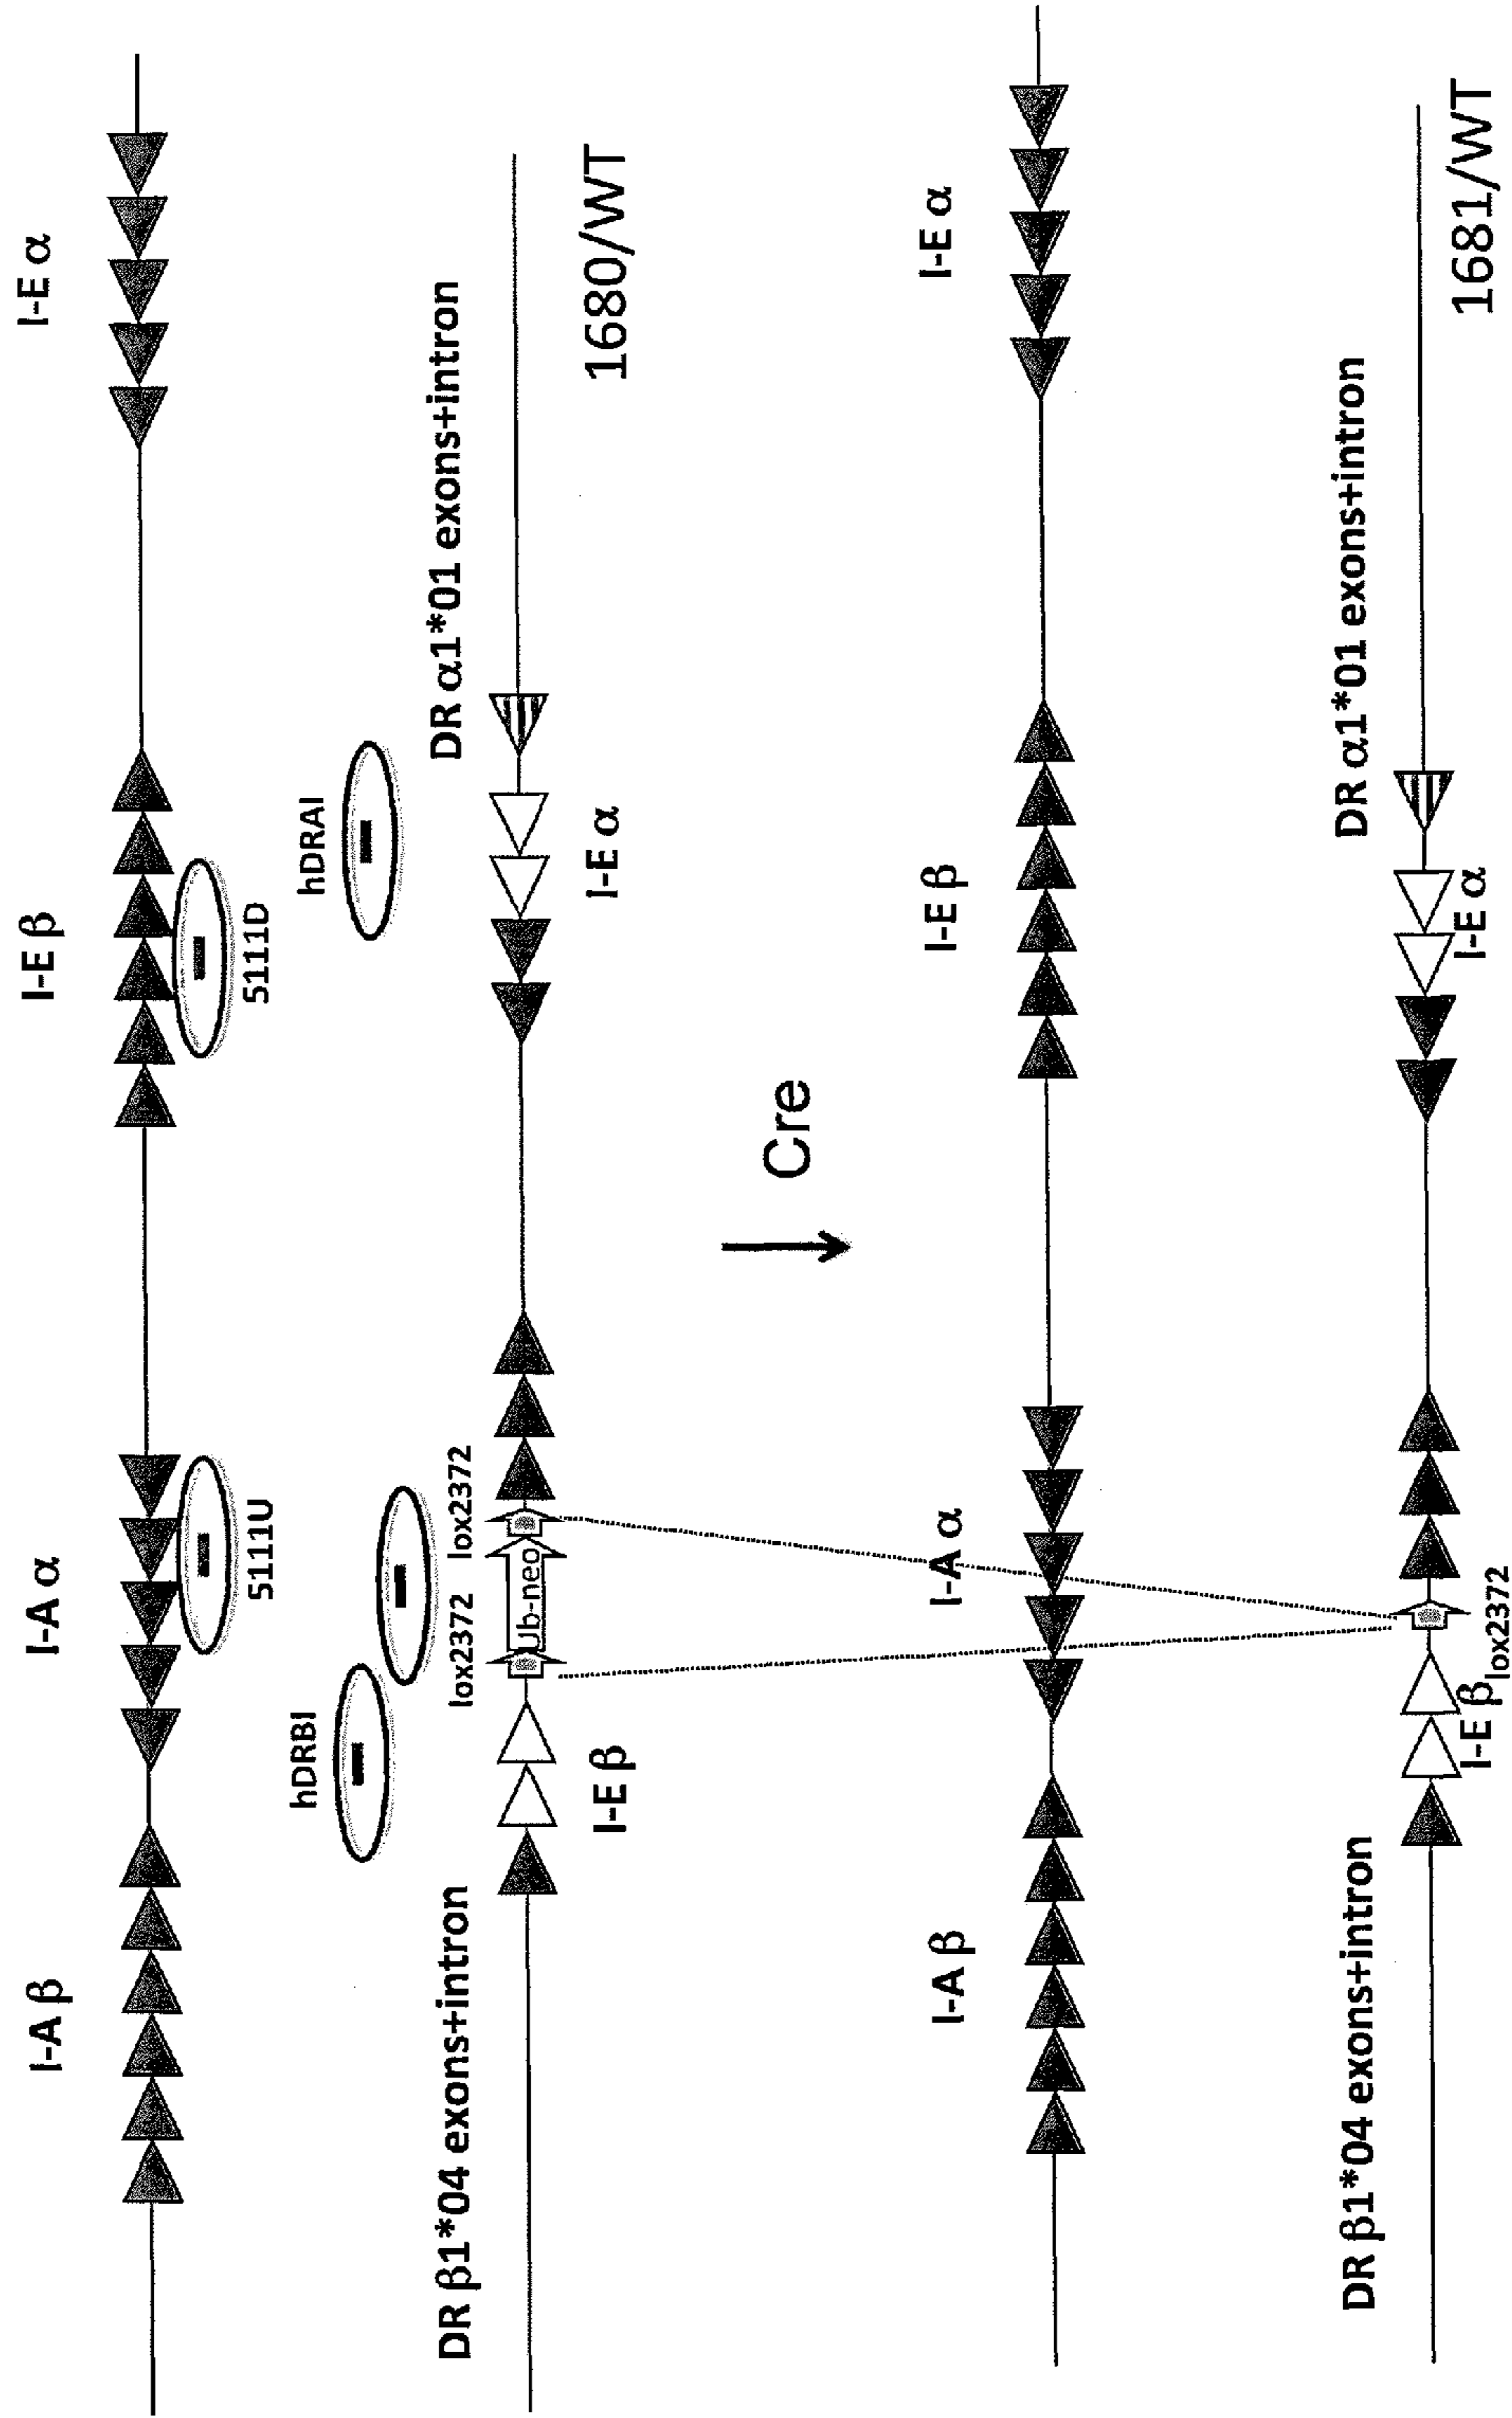 I-A β
I-A α
I-E β
I-E α
5111U
5111D
hDRBI
hDRAI
DR β1*04 exons+intron
lox2372
lox2372
DR α1*01 exons+intron
Ub-neo
I-E β
I-E α
1680/WT
Cre
I-A β
I-A α
I-E β
I-E α
DR β1*04 exons+intron
DR α1*01 exons+intron
I-E β
lox2372
I-E α
1681/WT